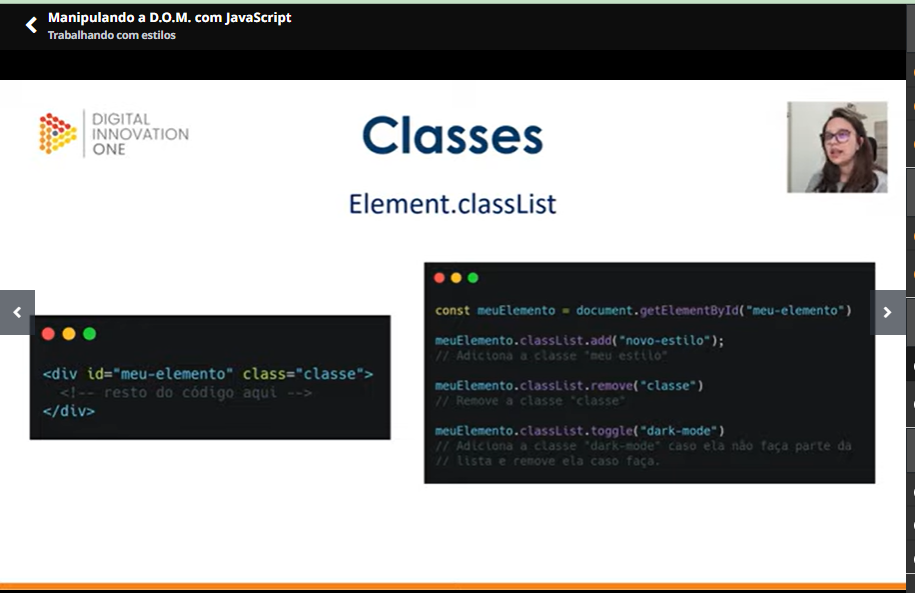 Manipulando a D.O.M. com JavaScript
Trabalhando com estilos
DIGITAL
INNOVATION
ONE
Classes
Element.classList
<div id="meu-elemento" class="classe">
<!-- resto do código aqui -->
</div>
const meuElemento = document.getElementById("meu-elemento")
meuElemento.classList.add("novo-estilo");
// Adiciona a classe "meu estilo"
meuElemento.classList.remove("classe")
// Remove a classe "classe"
meuElemento.classList.toggle("dark-mode")
// Adiciona a classe "dark-mode" caso ela não faça parte da
// lista e remove ela caso faça.